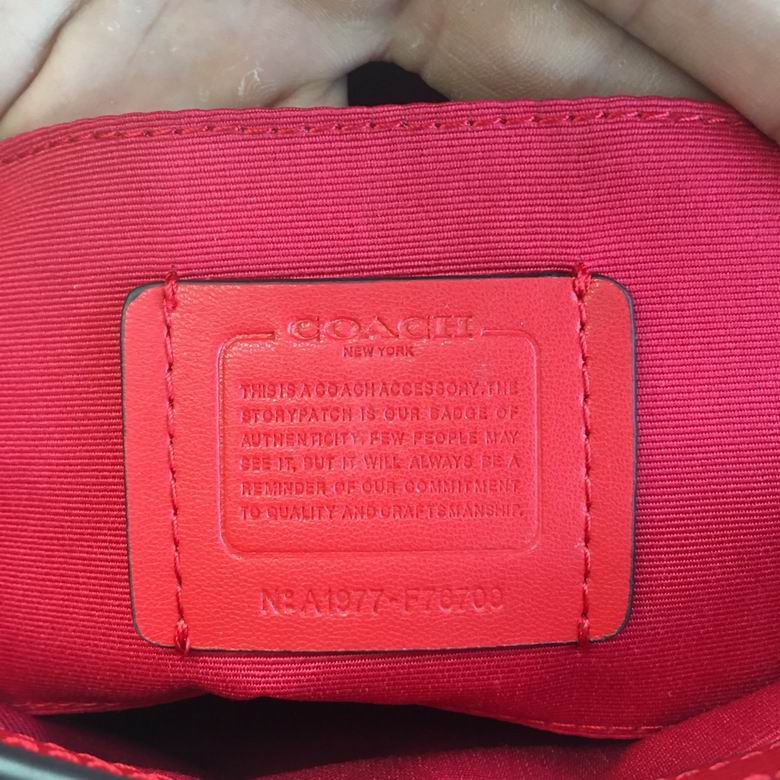 COACH
NEW YORK
THIS IS A COACH ACCESSORY. THE
STORYPATCH IS OUR BADGE OF
AUTHENTICITY. FEW PEOPLE MAY
SEE IT, BUT IT WILL ALWAYS BE A
REMINDER OF OUR COMMITMENT
TO QUALITY AND CRAFTSMANSHIP.
Nº A1977-F76709